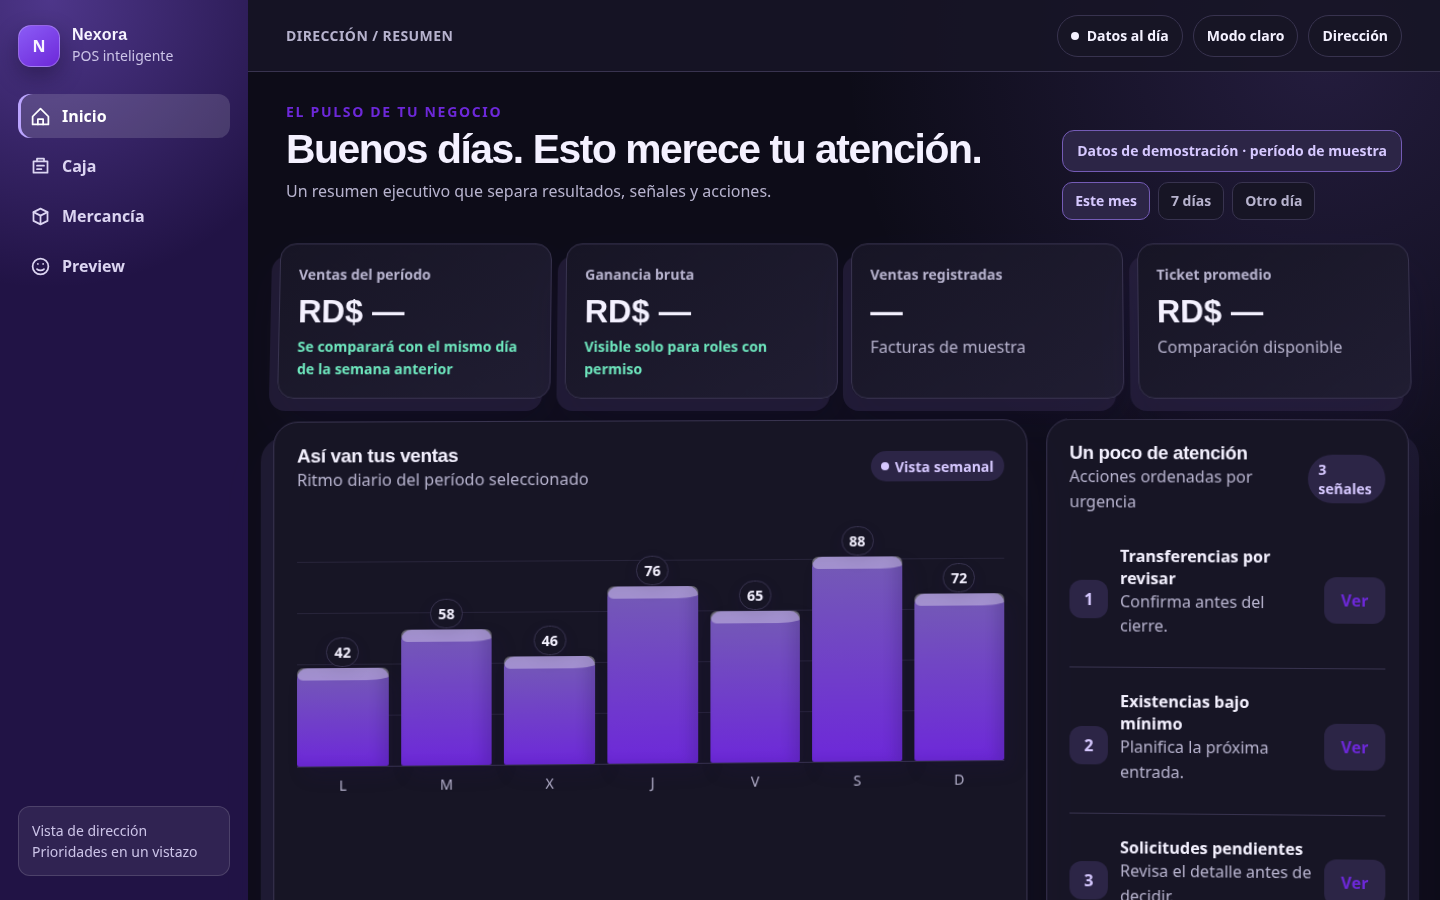 N
Nexora
POS inteligente
Inicio
Caja
Mercancía
Preview
Vista de dirección
Prioridades en un vistazo
DIRECCIÓN / RESUMEN
Datos al día
Modo claro
Dirección
EL PULSO DE TU NEGOCIO
Buenos días. Esto merece tu atención.
Un resumen ejecutivo que separa resultados, señales y acciones.
Datos de demostración · período de muestra
Este mes
7 días
Otro día
Ventas del período
RD$ —
Se comparará con el mismo día
de la semana anterior
Ganancia bruta
RD$ —
Visible solo para roles con
permiso
Ventas registradas
—
Facturas de muestra
Ticket promedio
RD$ —
Comparación disponible
Así van tus ventas
Ritmo diario del período seleccionado
Vista semanal
42
58
46
76
65
88
72
L
M
X
J
V
S
D
Un poco de atención
Acciones ordenadas por
urgencia
3
señales
1
Transferencias por
revisar
Confirma antes del
cierre.
Ver
2
Existencias bajo
mínimo
Planifica la próxima
entrada.
Ver
3
Solicitudes pendientes
Revisa el detalle antes de
decidir.
Ver